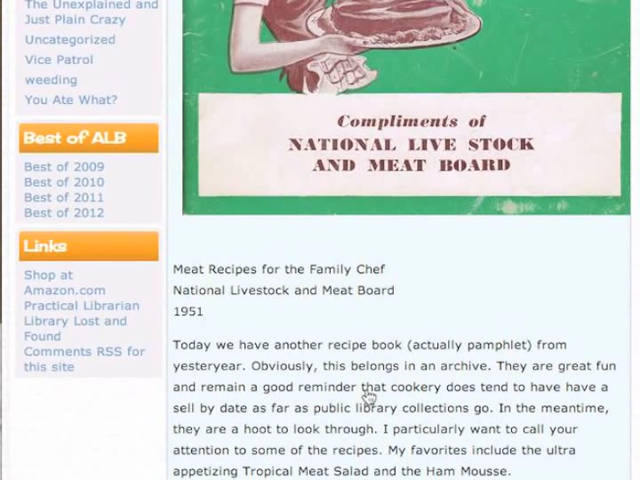 The Unexplained and
Just Plain Crazy
Uncategorized
Vice Patrol
weeding
You Ate What?
Best of ALB
Best of 2009
Best of 2010
Best of 2011
Best of 2012
Links
Shop at
Amazon.com
Practical Librarian
Library Lost and
Found
Comments RSS for
this site
Compliments of
NATIONAL LIVE STOCK
AND MEAT BOARD
Meat Recipes for the Family Chef
National Livestock and Meat Board
1951
Today we have another recipe book (actually pamphlet) from
yesteryear. Obviously, this belongs in an archive. They are great fun
and remain a good reminder that cookery does tend to have have a
sell by date as far as public library collections go. In the meantime,
they are a hoot to look through. I particularly want to call your
attention to some of the recipes. My favorites include the ultra
appetizing Tropical Meat Salad and the Ham Mousse.